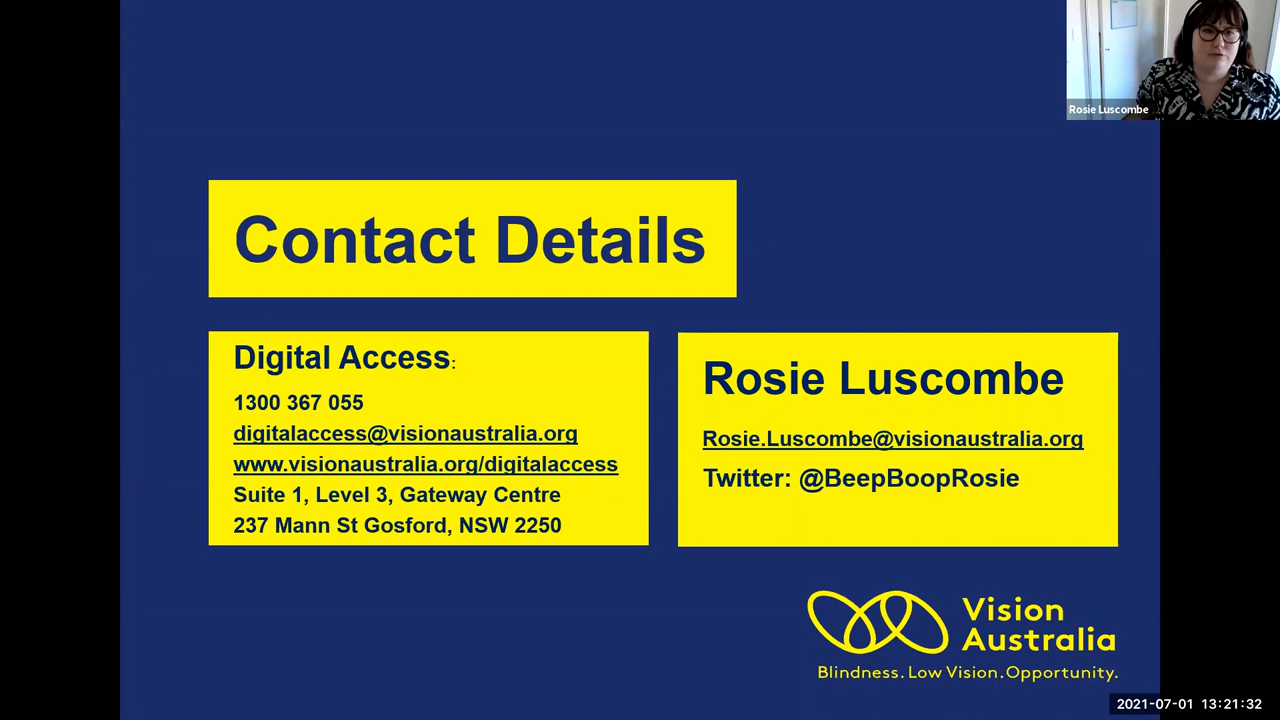 Rosie Luscombe
Contact Details
Digital Access:
1300 367 055
digitalaccess@visionaustralia.org
www.visionaustralia.org/digitalaccess
Suite 1, Level 3, Gateway Centre
237 Mann St Gosford, NSW 2250
Rosie Luscombe
Rosie.Luscombe@visionaustralia.org
Twitter: @BeepBoopRosie
Vision
Australia
Blindness. Low Vision. Opportunity.
2021-07-01 13:21:32